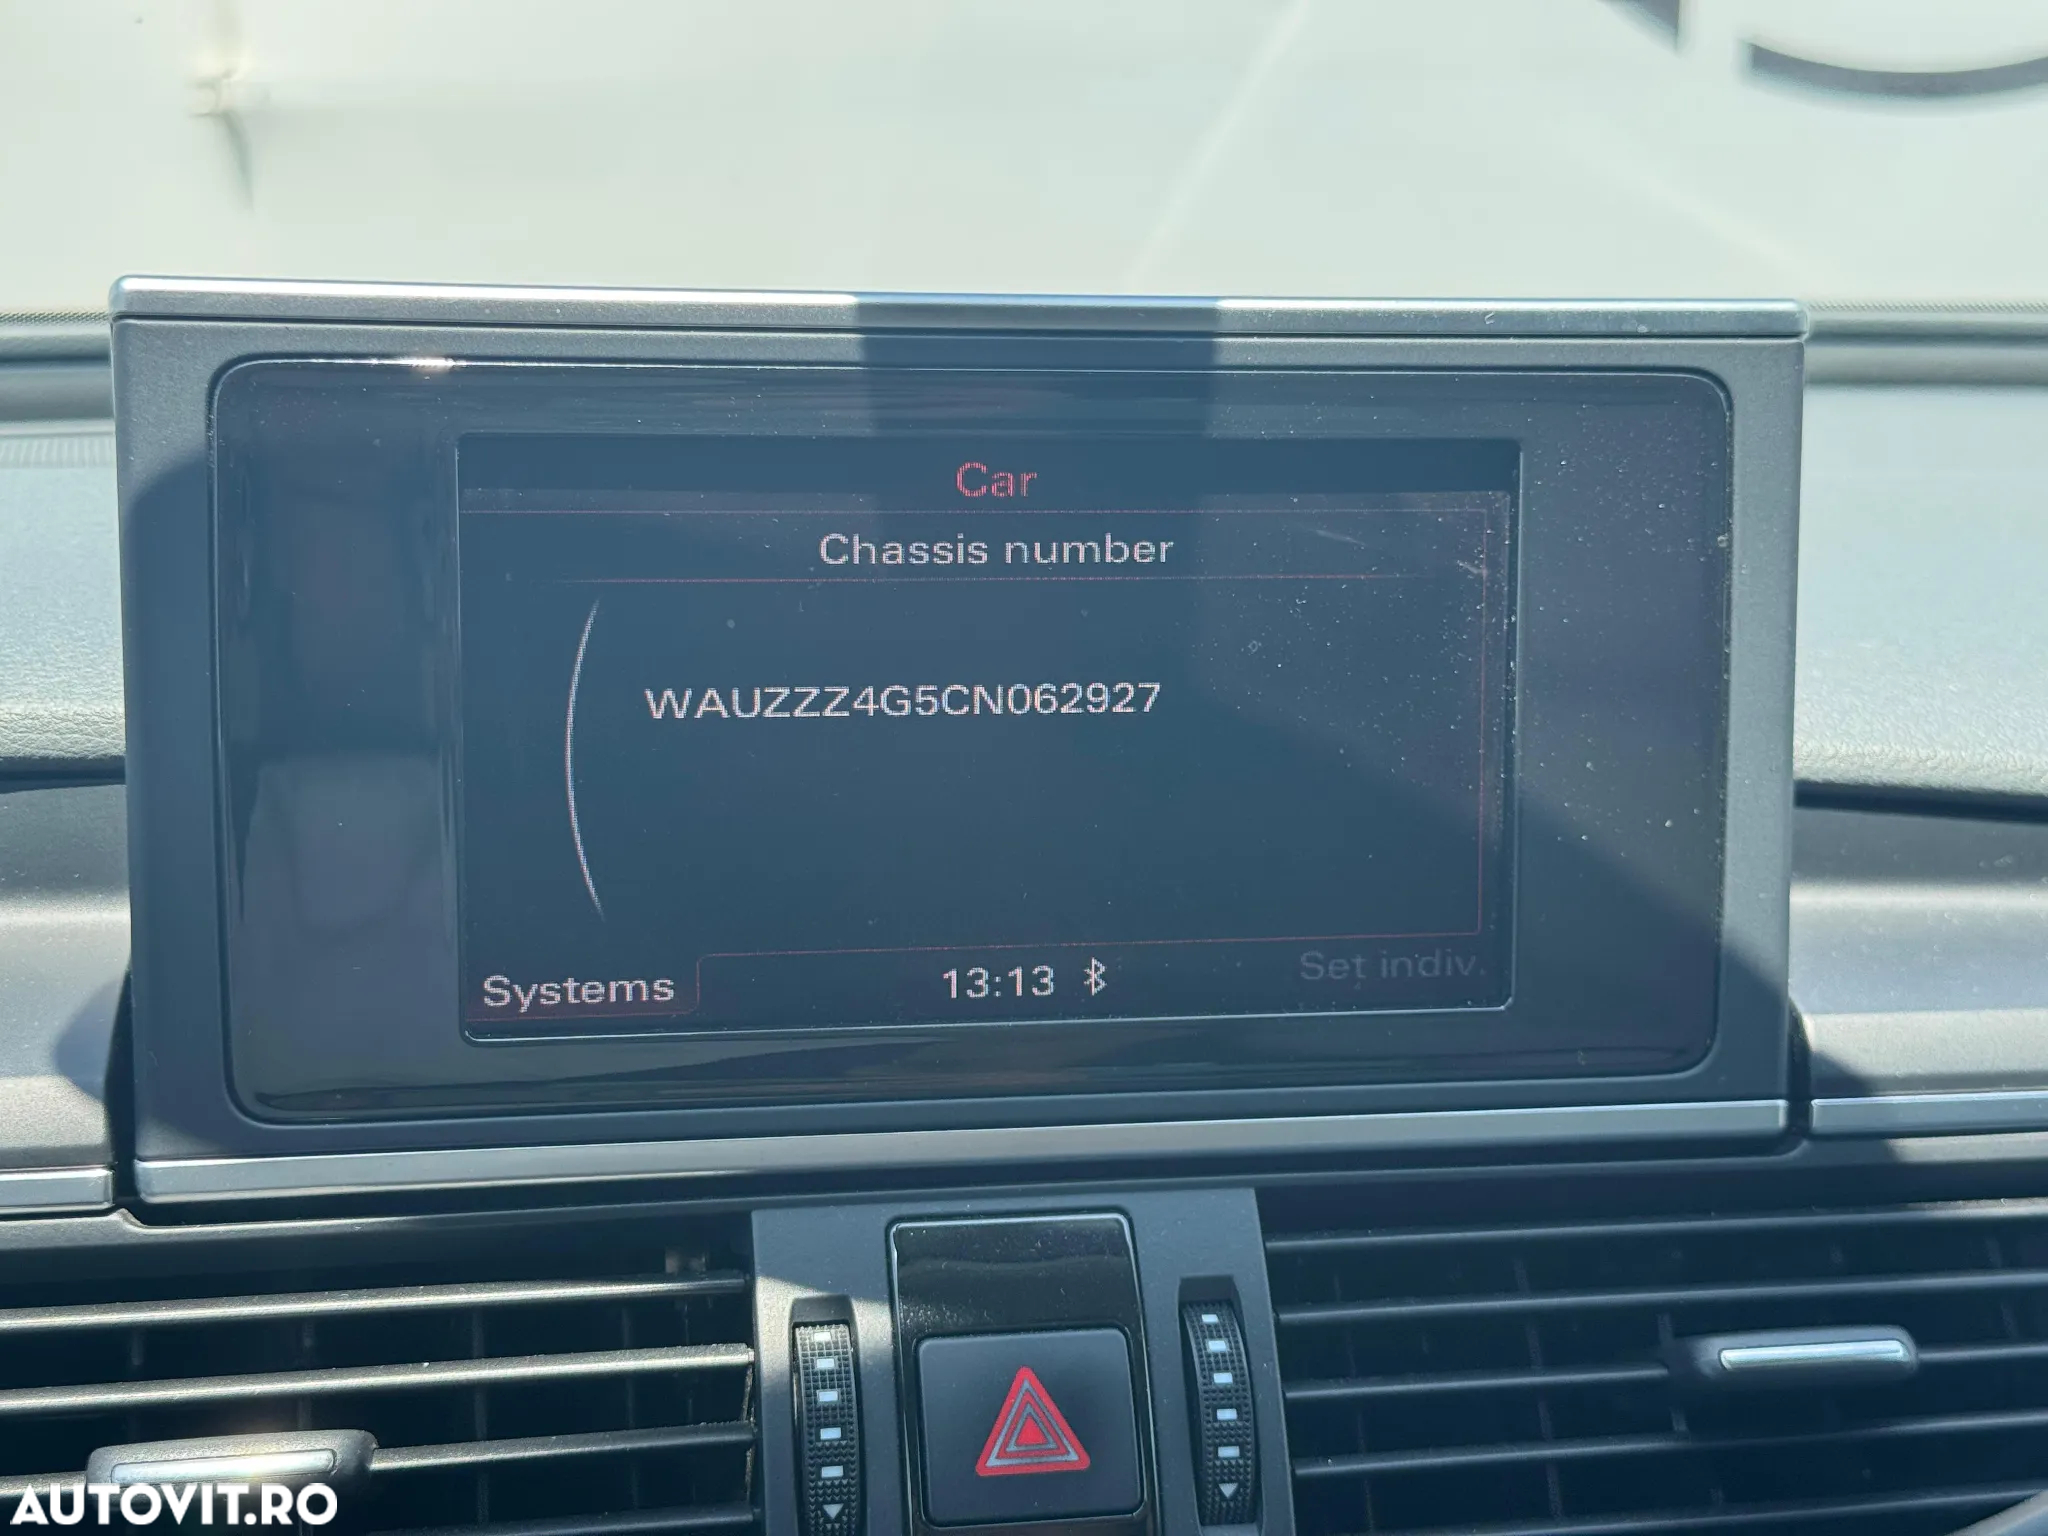 Car
Chassis number
WAUZZZ4G5CN062927
Systems
13:13
Set indiv.
AUTOVIT.RO